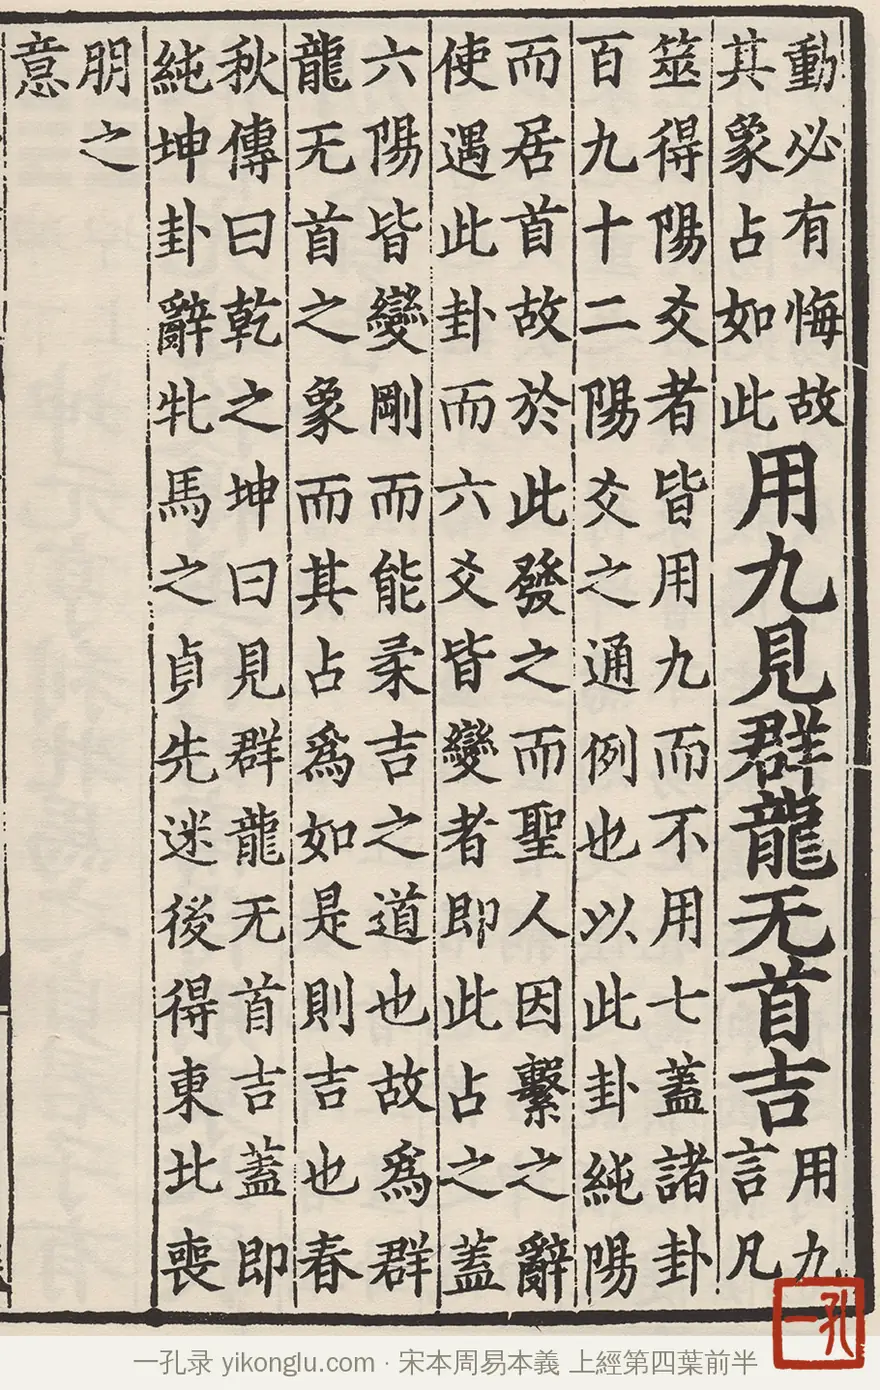 動必有悔故
其象占如此
用九見群龍无首吉
用九
言凡
筮得陽爻者皆用九而不用七蓋諸卦
百九十二陽爻之通例也以此卦純陽
而居首故於此發之而聖人因繫之辭
使遇此卦而六爻皆變者即此占之蓋
六陽皆變剛而能柔吉之道也故爲群
龍无首之象而其占爲如是則吉也春
秋傳曰乾之坤曰見群龍无首吉蓋即
純坤卦辭牝馬之貞先迷後得東北喪
朋之
意
一孔
一孔录 yikonglu.com · 宋本周易本義 上經第四葉前半